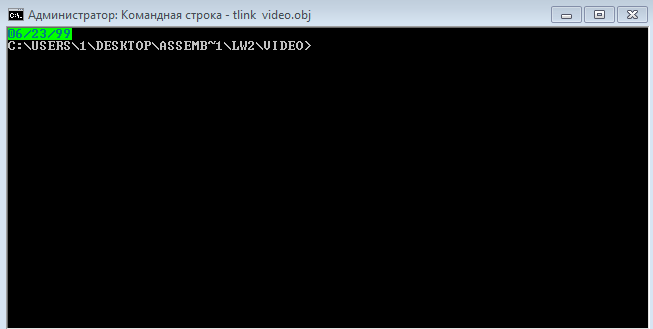 Администратор: Командная строка - tlink video.obj
06/23/99
C:\USERS\1\DESKTOP\ASSEMB~1\LW2\VIDEO>